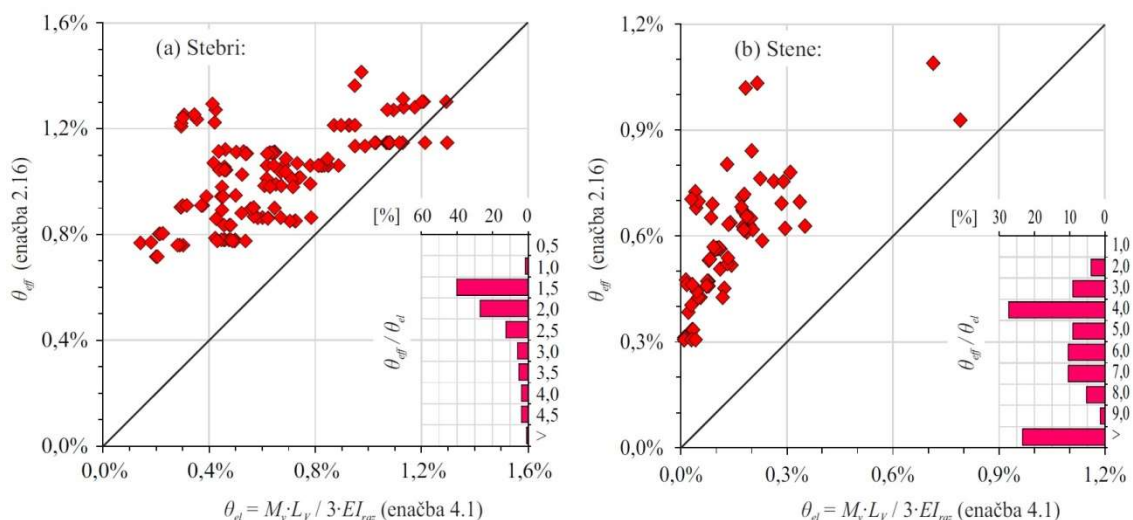 (a) Stebri:
θeff (enačba 2.16)
1,6%
1,2%
0,8%
0,4%
0,0%
0,0% 0,4% 0,8% 1,2% 1,6%
θel = My·LV / 3·EIraz (enačba 4.1)
[%] 60 40 20 0
θeff / θel
0,5
1,0
1,5
2,0
2,5
3,0
3,5
4,0
4,5
>
(b) Stene:
θeff (enačba 2.16)
1,2%
0,9%
0,6%
0,3%
0,0%
0,0% 0,3% 0,6% 0,9% 1,2%
θel = My·LV / 3·EIraz (enačba 4.1)
[%] 30 20 10 0
θeff / θel
1,0
2,0
3,0
4,0
5,0
6,0
7,0
8,0
9,0
>